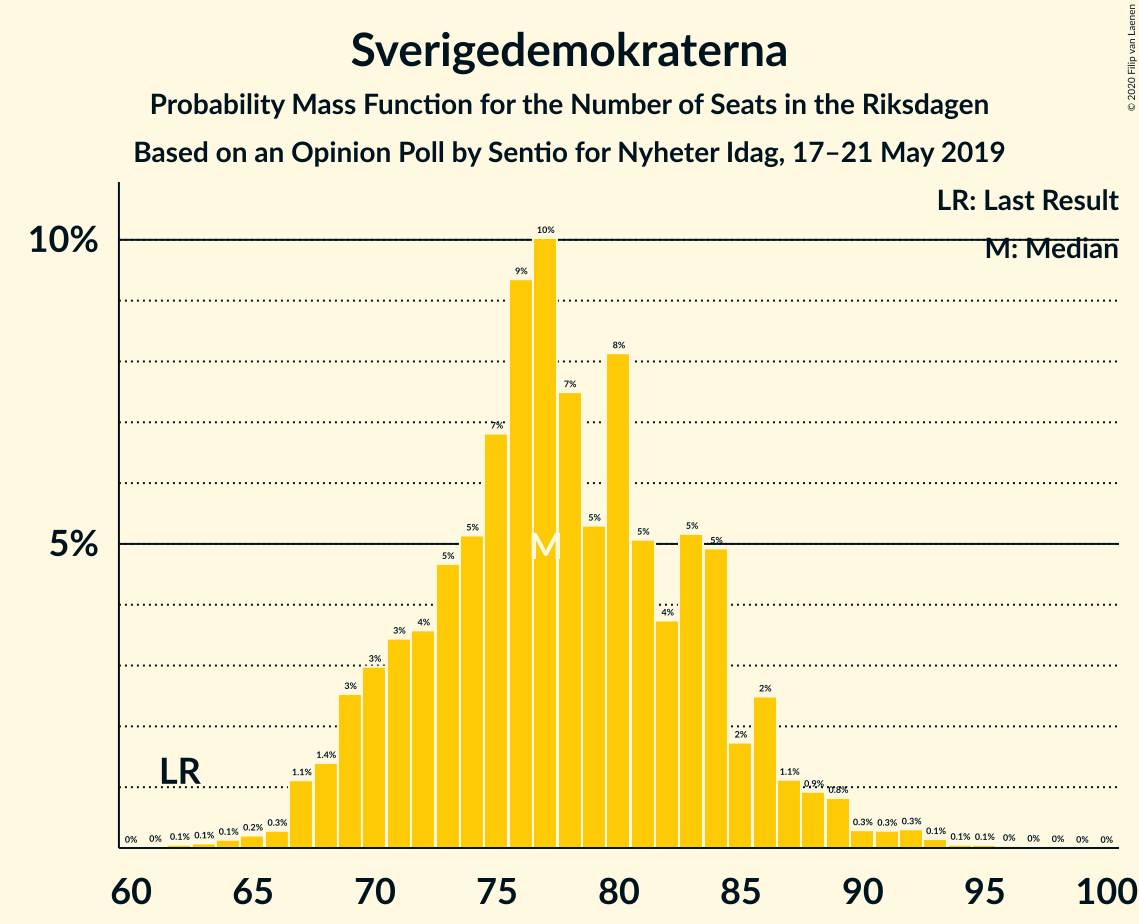 © 2020 Filip van Laenen
Sverigedemokraterna
Probability Mass Function for the Number of Seats in the Riksdagen
Based on an Opinion Poll by Sentio for Nyheter Idag, 17–21 May 2019
LR: Last Result
M: Median
10%
5%
LR
M
0% 0% 0.1% 0.1% 0.1% 0.2% 0.3% 1.1% 1.4% 3% 3% 3% 4% 5% 5% 7% 9% 10% 7% 5% 8% 5% 4% 5% 5% 2% 2% 1.1% 0.9% 0.8% 0.3% 0.3% 0.3% 0.1% 0.1% 0.1% 0% 0% 0% 0% 0%
60 65 70 75 80 85 90 95 100